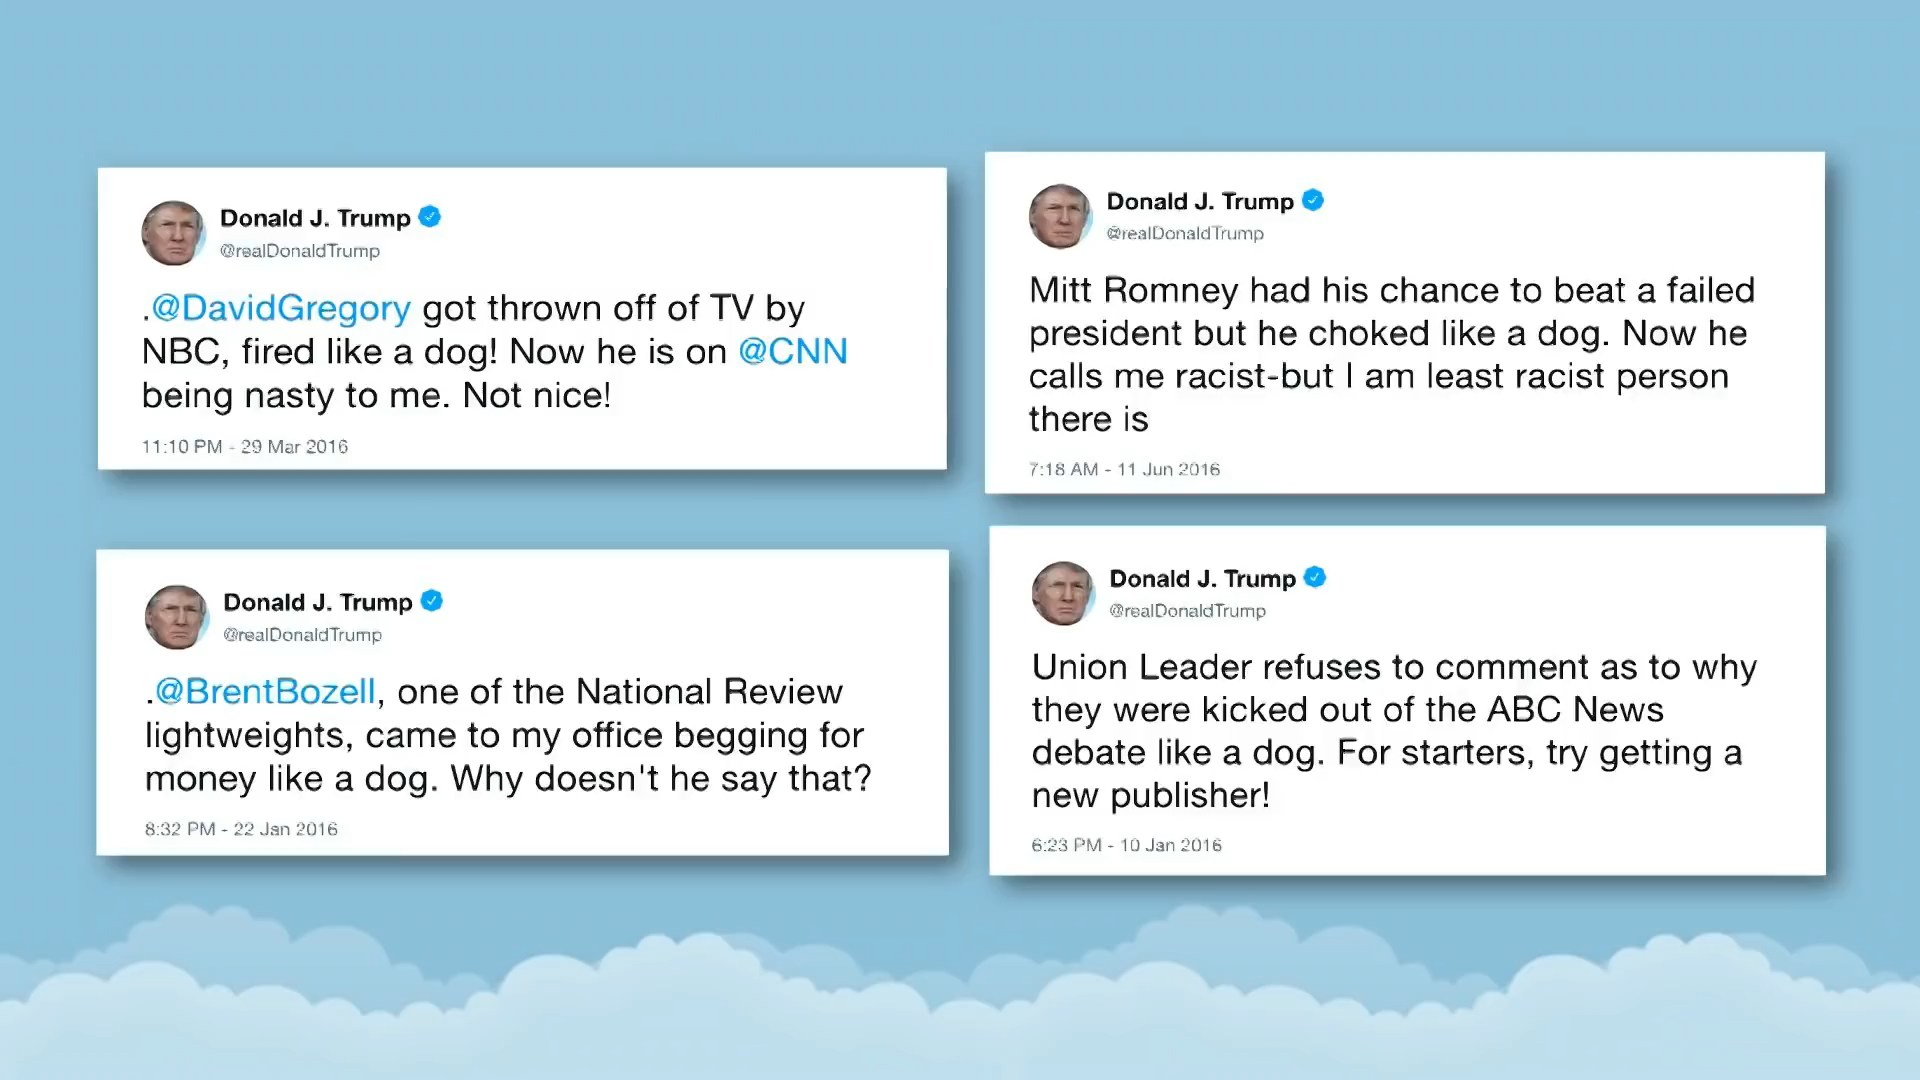 Donald J. Trump
@realDonaldTrump
.@DavidGregory got thrown off of TV by
NBC, fired like a dog! Now he is on @CNN
being nasty to me. Not nice!
11:10 PM - 29 Mar 2016
Donald J. Trump
@realDonaldTrump
Mitt Romney had his chance to beat a failed
president but he choked like a dog. Now he
calls me racist-but I am least racist person
there is
7:18 AM - 11 Jun 2016
Donald J. Trump
@realDonaldTrump
.@BrentBozell, one of the National Review
lightweights, came to my office begging for
money like a dog. Why doesn't he say that?
8:32 PM - 22 Jan 2016
Donald J. Trump
@realDonaldTrump
Union Leader refuses to comment as to why
they were kicked out of the ABC News
debate like a dog. For starters, try getting a
new publisher!
6:23 PM - 10 Jan 2016